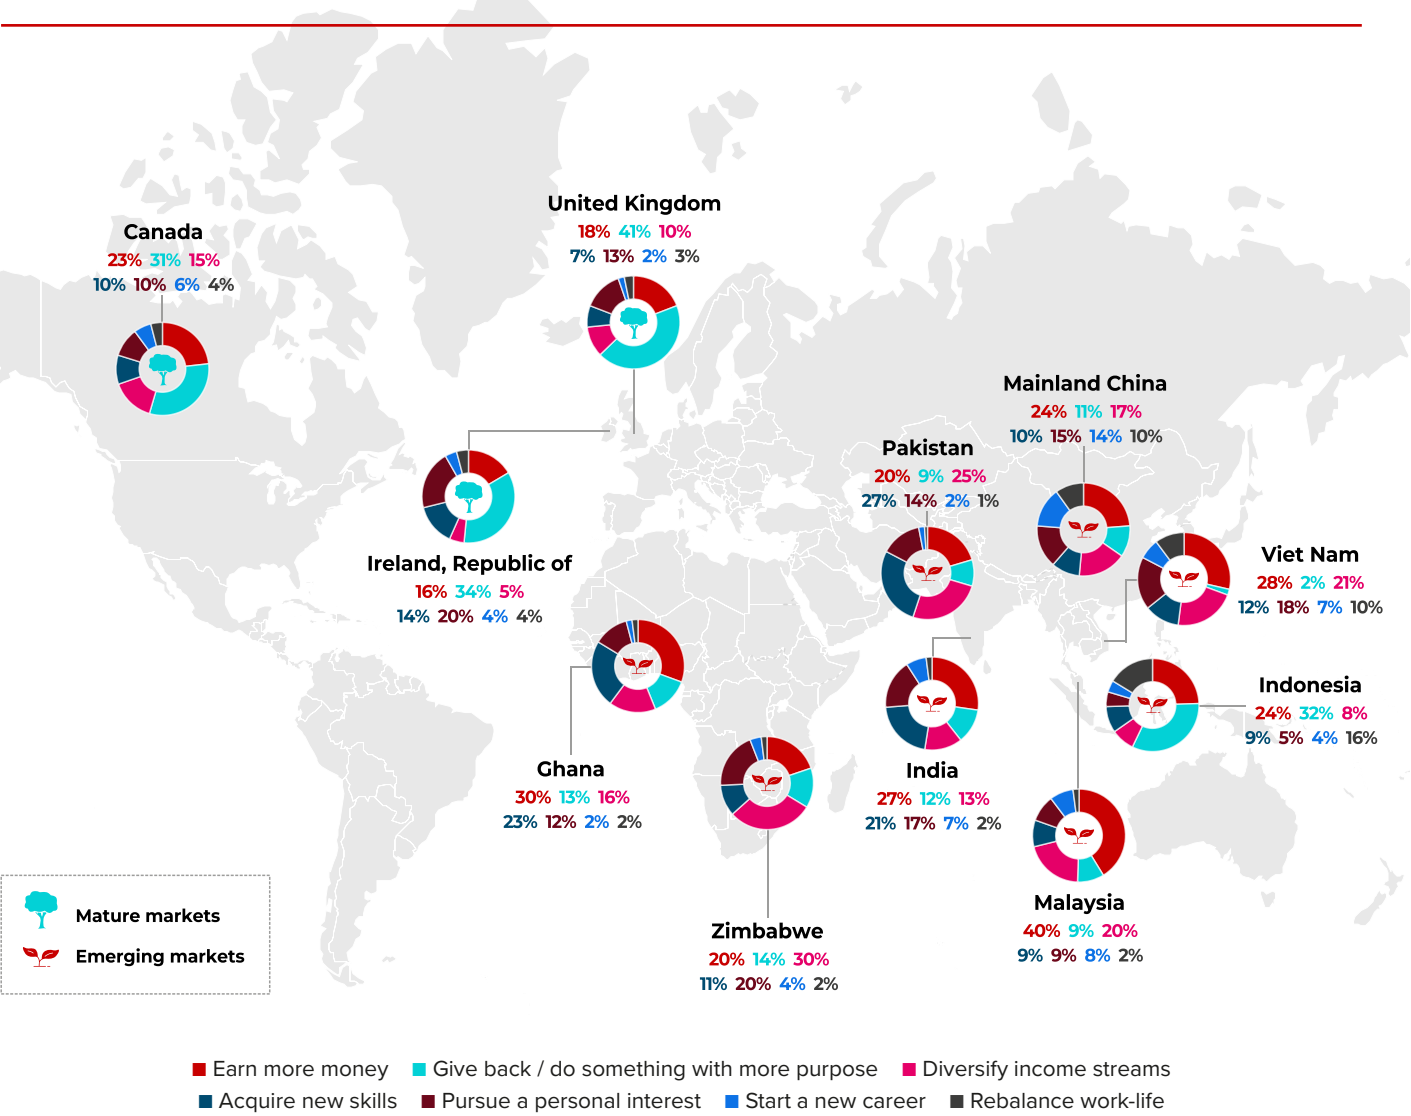 United Kingdom
18% 41% 10%
7% 13% 2% 3%
Canada
23% 31% 15%
10% 10% 6% 4%
Mainland China
24% 11% 17%
10% 15% 14% 10%
Pakistan
20% 9% 25%
27% 14% 2% 1%
Viet Nam
28% 2% 21%
12% 18% 7% 10%
Ireland, Republic of
16% 34% 5%
14% 20% 4% 4%
Indonesia
24% 32% 8%
9% 5% 4% 16%
Ghana
30% 13% 16%
23% 12% 2% 2%
India
27% 12% 13%
21% 17% 7% 2%
Malaysia
40% 9% 20%
9% 9% 8% 2%
Zimbabwe
20% 14% 30%
11% 20% 4% 2%
Mature markets
Emerging markets
Earn more money Give back / do something with more purpose Diversify income streams
Acquire new skills Pursue a personal interest Start a new career Rebalance work-life